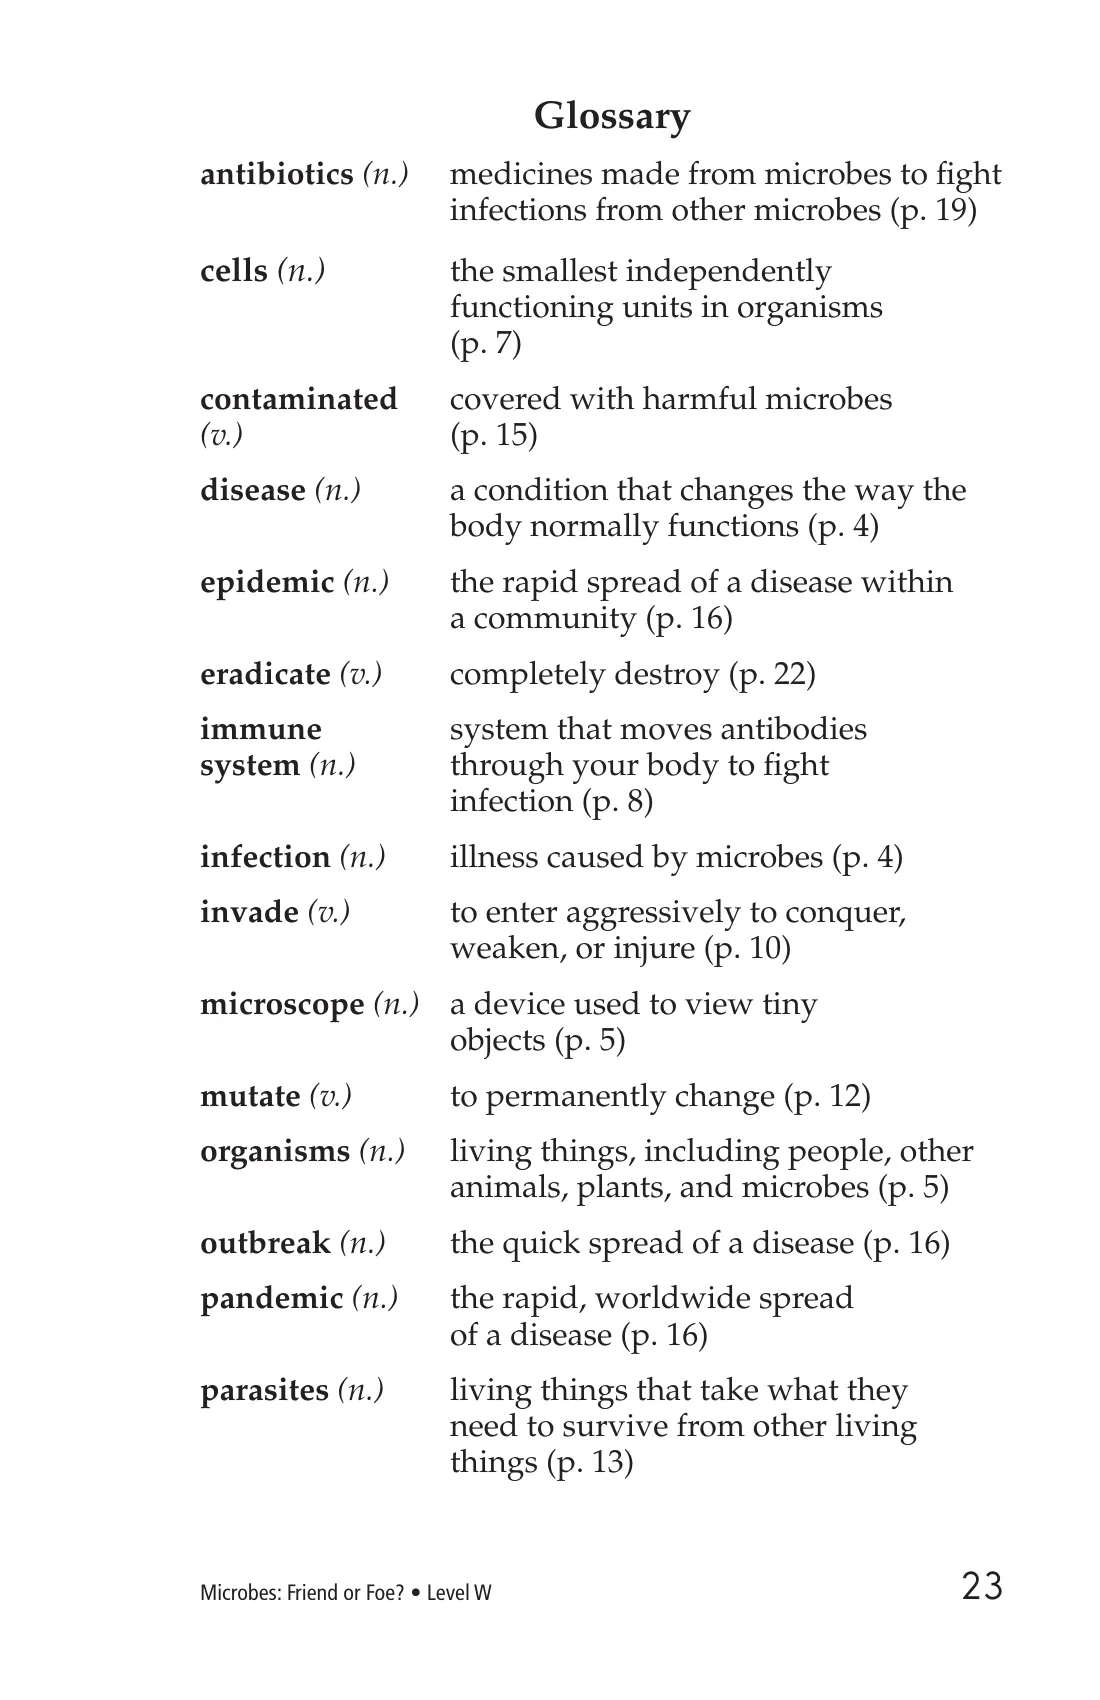 Glossary
antibiotics (n.) medicines made from microbes to fight
infections from other microbes (p. 19)
cells (n.) the smallest independently
functioning units in organisms
(p. 7)
contaminated covered with harmful microbes
(v.) (p. 15)
disease (n.) a condition that changes the way the
body normally functions (p. 4)
epidemic (n.) the rapid spread of a disease within
a community (p. 16)
eradicate (v.) completely destroy (p. 22)
immune system that moves antibodies
system (n.) through your body to fight
infection (p. 8)
infection (n.) illness caused by microbes (p. 4)
invade (v.) to enter aggressively to conquer,
weaken, or injure (p. 10)
microscope (n.) a device used to view tiny
objects (p. 5)
mutate (v.) to permanently change (p. 12)
organisms (n.) living things, including people, other
animals, plants, and microbes (p. 5)
outbreak (n.) the quick spread of a disease (p. 16)
pandemic (n.) the rapid, worldwide spread
of a disease (p. 16)
parasites (n.) living things that take what they
need to survive from other living
things (p. 13)
Microbes: Friend or Foe? • Level W 23